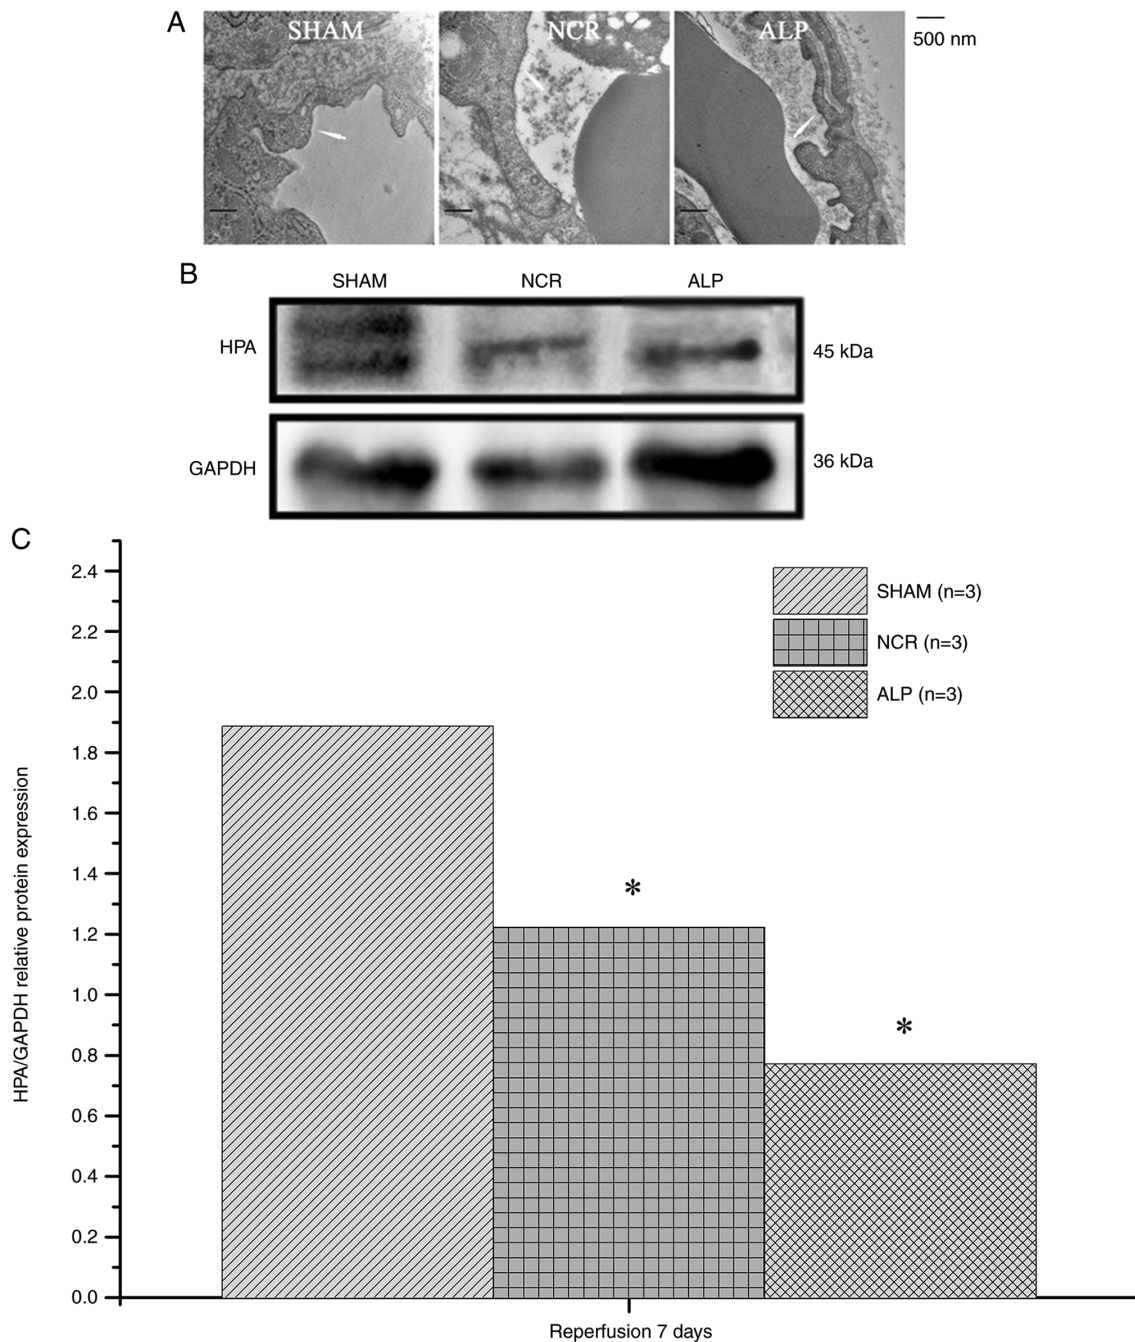 A
SHAM
NCR
ALP
500 nm
B
SHAM
NCR
ALP
HPA
45 kDa
GAPDH
36 kDa
C
2.4
2.2
2.0
1.8
1.6
1.4
1.2
1.0
0.8
0.6
0.4
0.2
0.0
HPA/GAPDH relative protein expression
SHAM (n=3)
NCR (n=3)
ALP (n=3)
*
*
Reperfusion 7 days